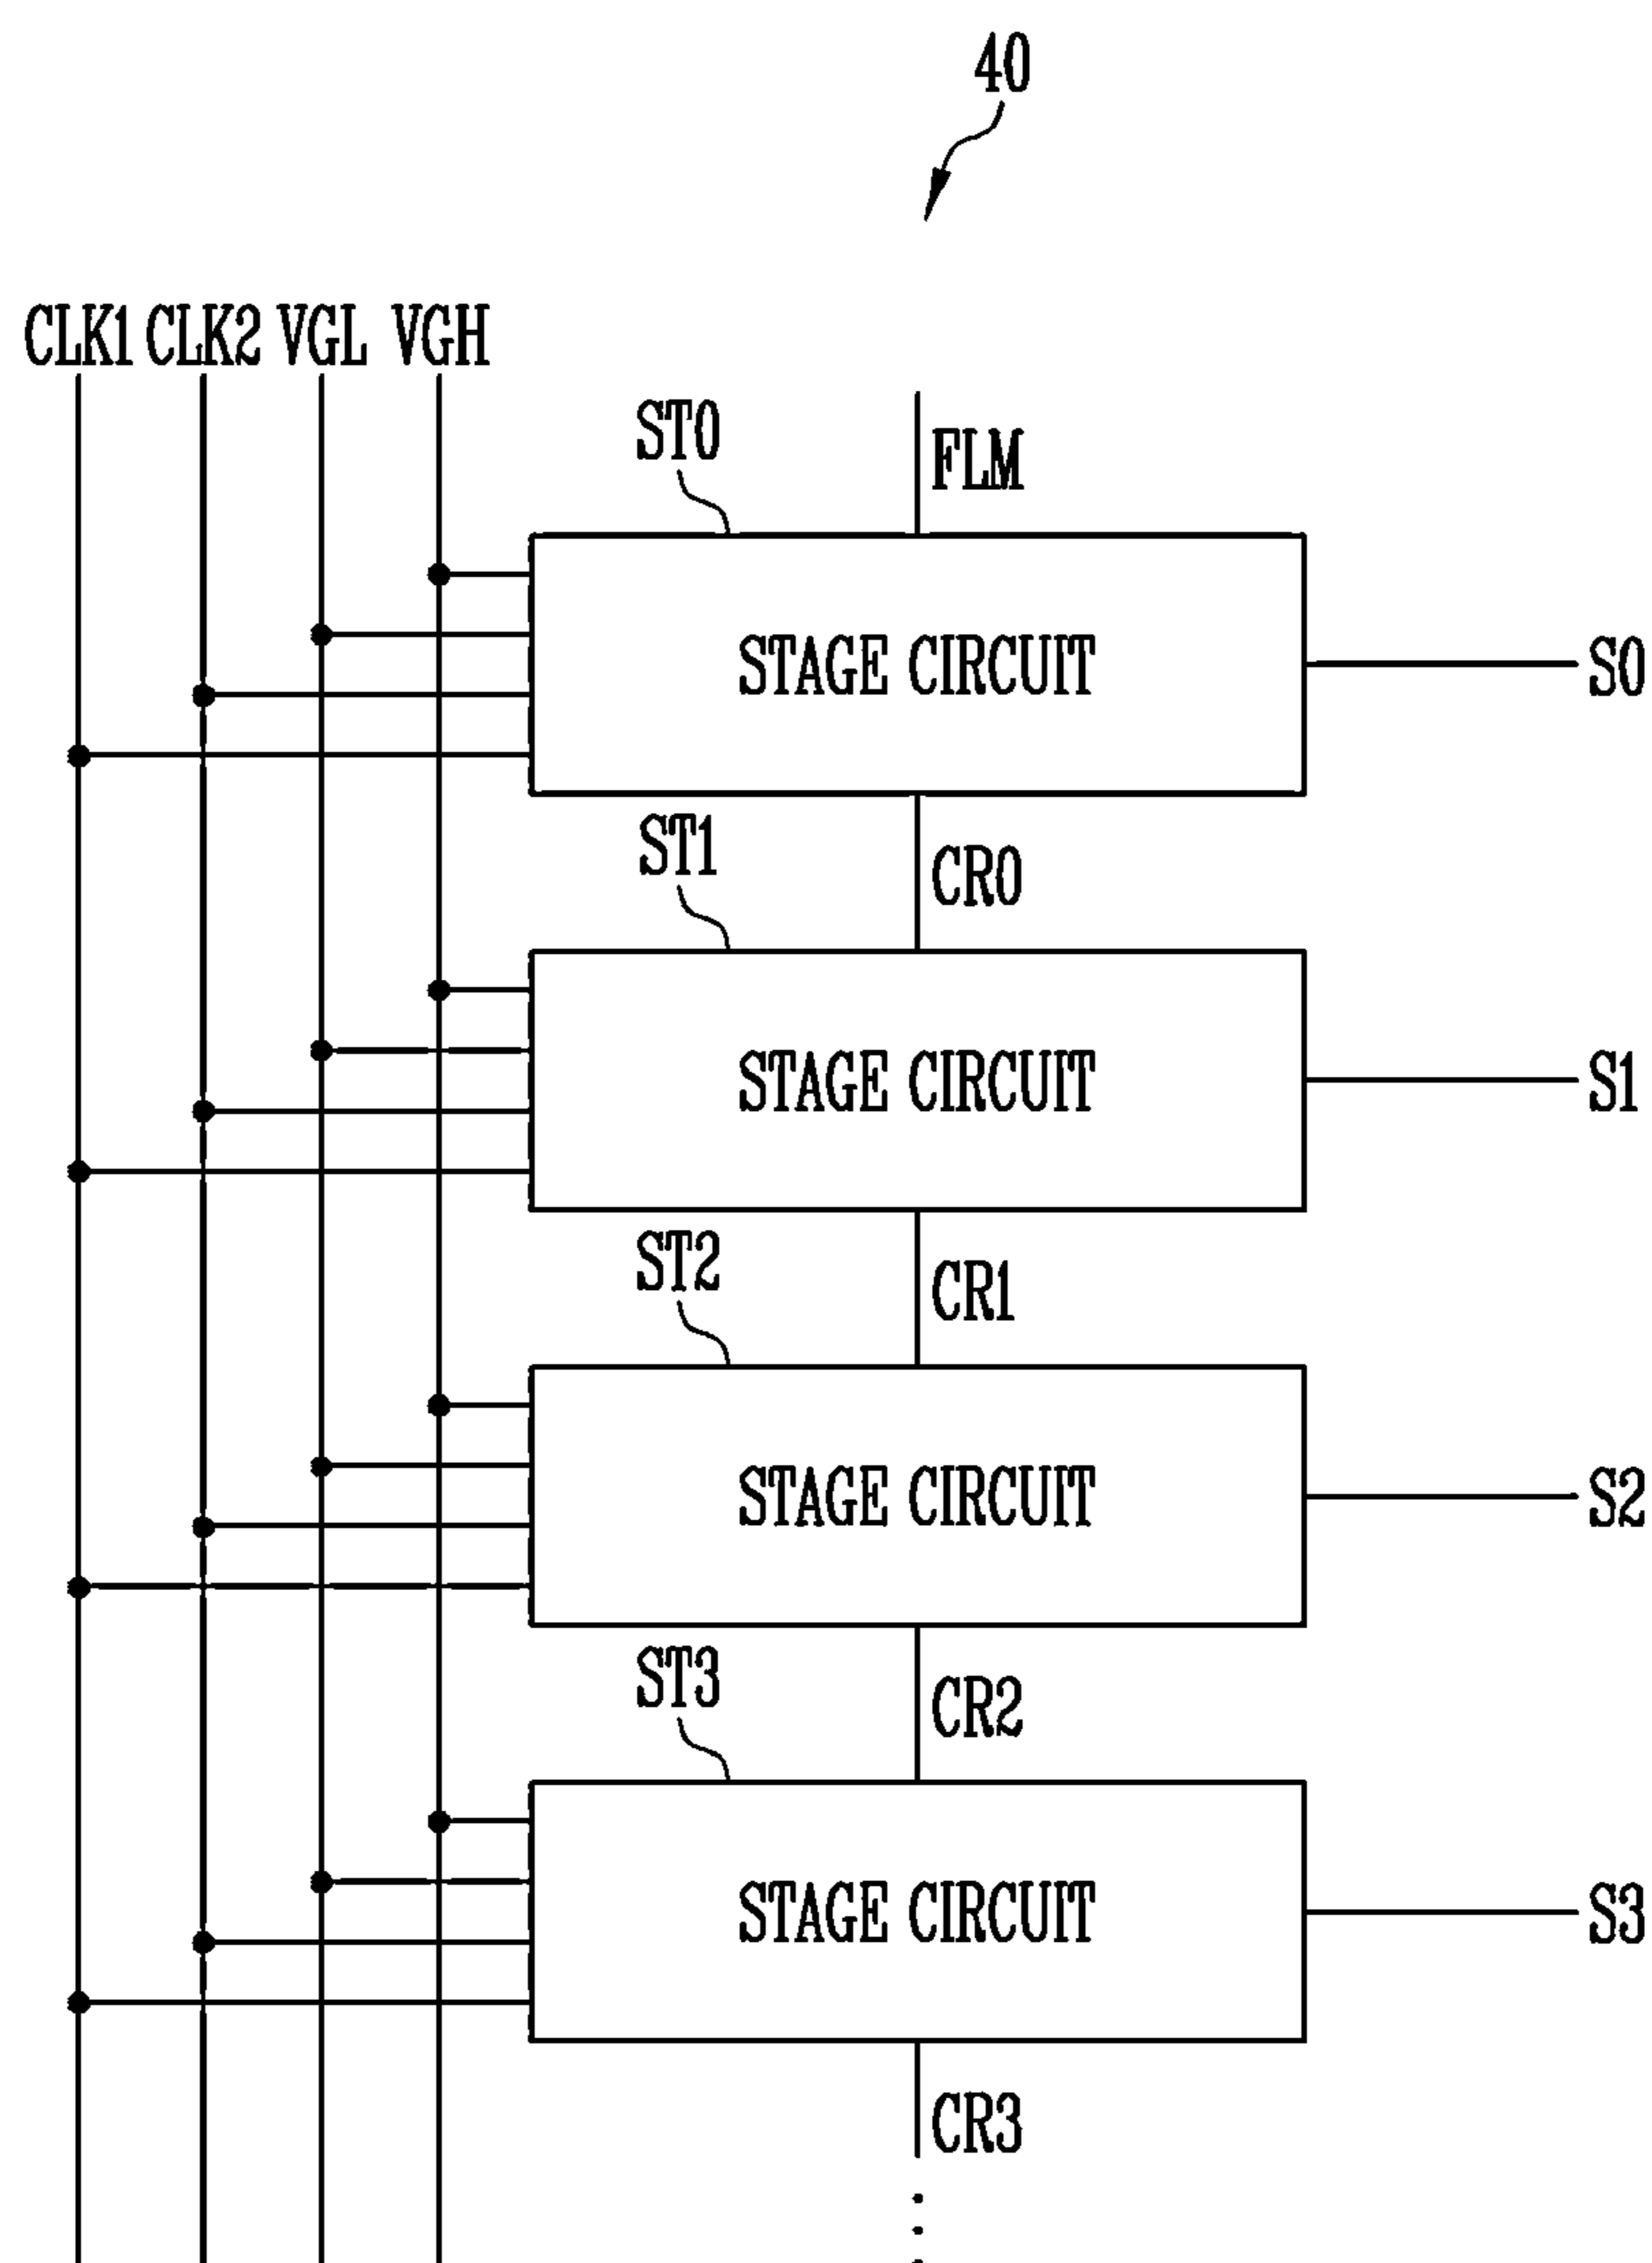 40
CLK1 CLK2 VGL VGH
ST0
FLM
STAGE CIRCUIT
S0
ST1
CR0
STAGE CIRCUIT
S1
ST2
CR1
STAGE CIRCUIT
S2
ST3
CR2
STAGE CIRCUIT
S3
CR3